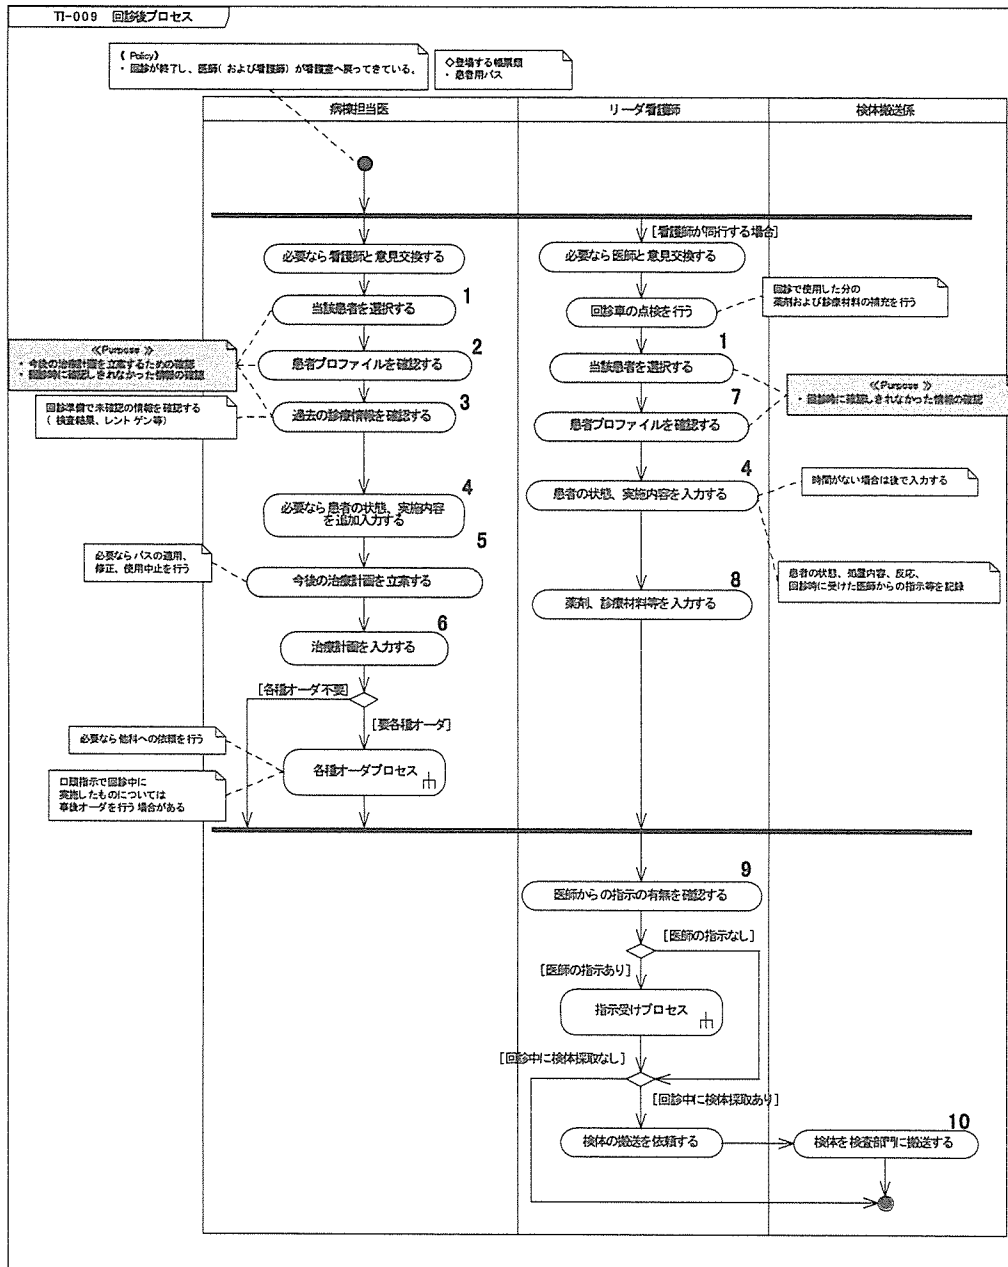 TI-009 回診後プロセス
《 Policy》
・ 回診が終了し、医師( および看護師) が看護室へ戻ってきている。
◇登場する帳票類
・ 患者用パス
病棟担当医
リーダ看護師
検体搬送係
[看護師が同行する場合]
必要なら看護師と意見交換する
必要なら医師と意見交換する
1
当該患者を選択する
回診車の点検を行う
回診で使用した分の
薬剤および診療材料の補充を行う
≪Purpose ≫
・ 今後の治療計画を立案するための確認
・ 回診時に確認しきれなかった情報の確認
2
患者プロファイルを確認する
1
当該患者を選択する
≪Purpose ≫
・ 回診時に確認しきれなかった情報の確認
回診準備で未確認の情報を確認する
( 検査結果、レントゲン等)
3
過去の診療情報を確認する
7
患者プロファイルを確認する
4
必要なら患者の状態、実施内容
を追加入力する
4
患者の状態、実施内容を入力する
時間がない場合は後で入力する
患者の状態、処置内容、反応、
回診時に受けた医師からの指示等を記録
必要ならパスの適用、
修正、使用中止を行う
5
今後の治療計画を立案する
8
薬剤、診療材料等を入力する
6
治療計画を入力する
[各種オーダ不要]
[要各種オーダ]
必要なら他科への依頼を行う
各種オーダプロセス
口頭指示で回診中に
実施したものについては
事後オーダを行う場合がある
9
医師からの指示の有無を確認する
[医師の指示なし]
[医師の指示あり]
指示受けプロセス
[回診中に検体採取なし]
[回診中に検体採取あり]
検体の搬送を依頼する
10
検体を検査部門に搬送する